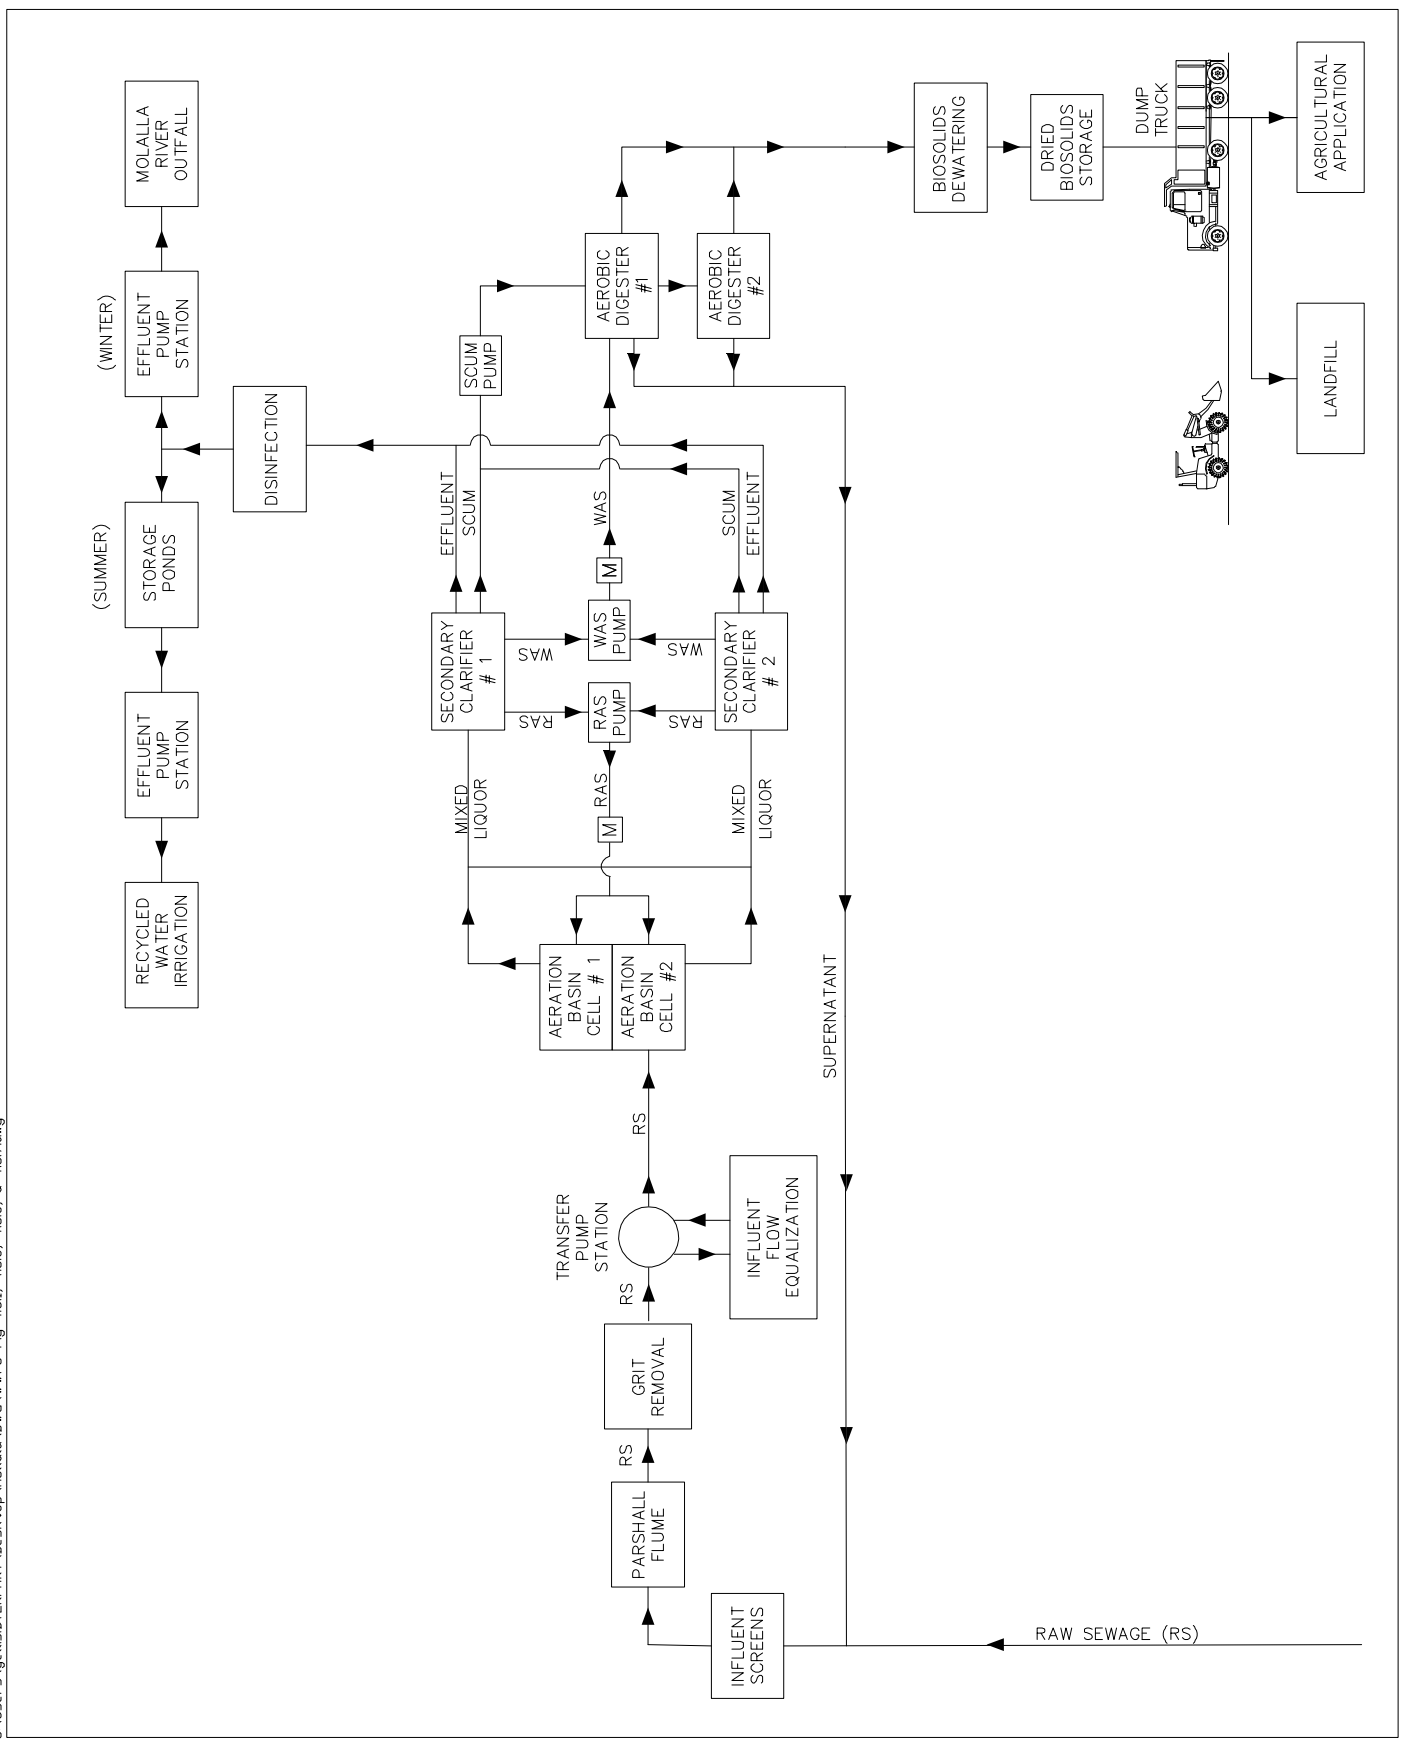 MOLALLA
RIVER
OUTFALL
(WINTER)
EFFLUENT
PUMP
STATION
(SUMMER)
STORAGE
PONDS
EFFLUENT
PUMP
STATION
RECYCLED
WATER
IRRIGATION
DISINFECTION
SCUM
PUMP
EFFLUENT
SCUM
SECONDARY
CLARIFIER
# 1
MIXED
LIQUOR
WAS
RAS
WAS
M
WAS
PUMP
RAS
PUMP
RAS
M
WAS
RAS
SCUM
EFFLUENT
SECONDARY
CLARIFIER
# 2
MIXED
LIQUOR
AERATION
BASIN
CELL # 1
AERATION
BASIN
CELL #2
RS
TRANSFER
PUMP
STATION
INFLUENT
FLOW
EQUALIZATION
RS
GRIT
REMOVAL
RS
PARSHALL
FLUME
INFLUENT
SCREENS
RAW SEWAGE (RS)
SUPERNATANT
AEROBIC
DIGESTER
#1
AEROBIC
DIGESTER
#2
BIOSOLIDS
DEWATERING
DRIED
BIOSOLIDS
STORAGE
DUMP
TRUCK
AGRICULTURAL
APPLICATION
LANDFILL